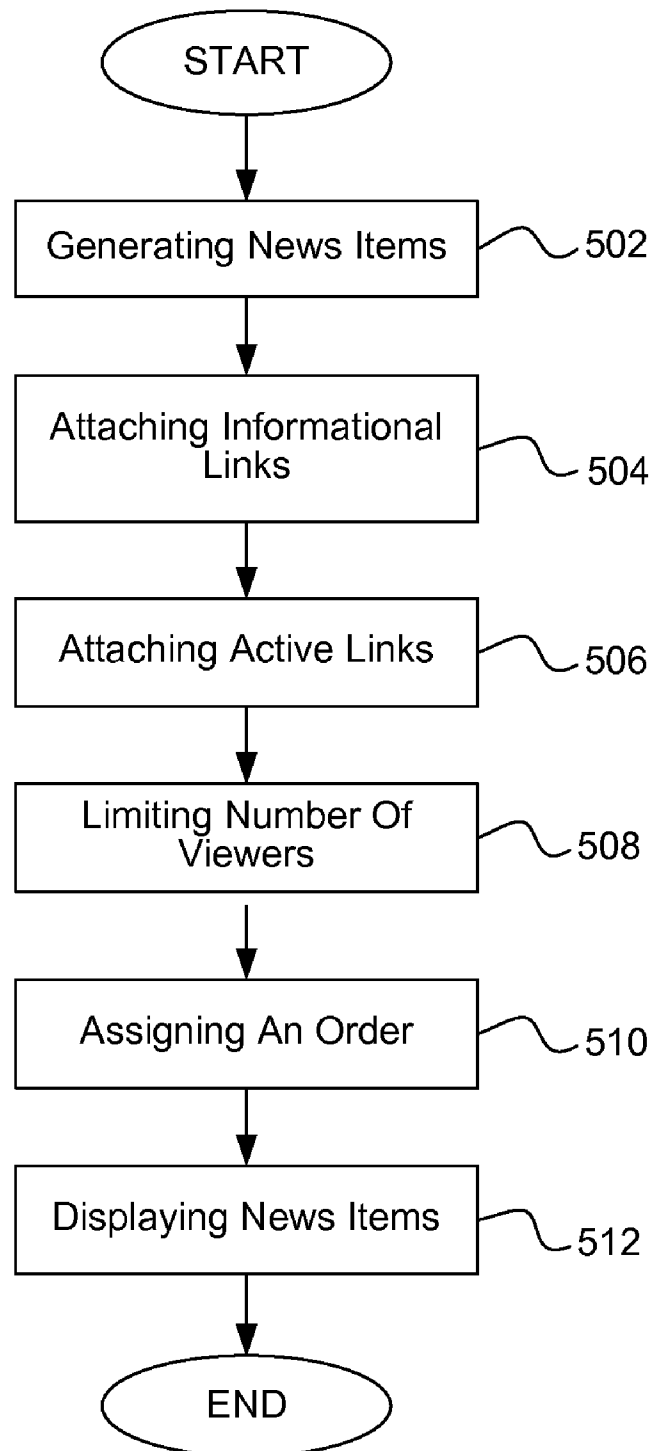 START
Generating News Items
502
Attaching Informational
Links
504
Attaching Active Links
506
Limiting Number Of
Viewers
508
Assigning An Order
510
Displaying News Items
512
END